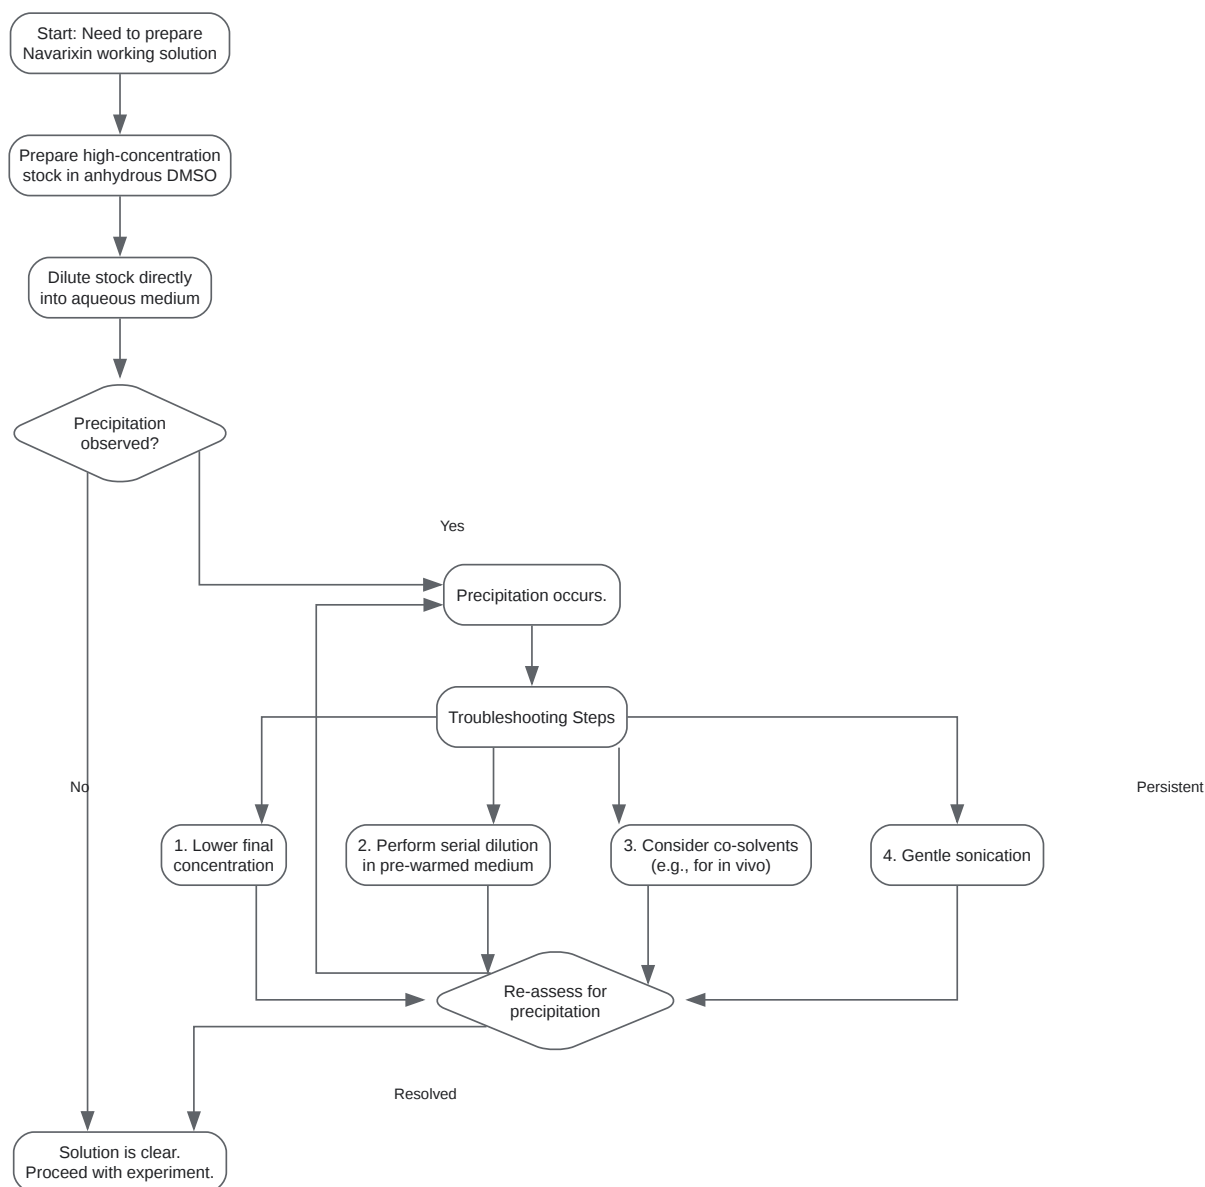 Start: Need to prepare
Navarixin working solution
Prepare high-concentration
stock in anhydrous DMSO
Dilute stock directly
into aqueous medium
Precipitation
observed?
Yes
Precipitation occurs.
Troubleshooting Steps
No
Persistent
1. Lower final
concentration
2. Perform serial dilution
in pre-warmed medium
3. Consider co-solvents
(e.g., for in vivo)
4. Gentle sonication
Re-assess for
precipitation
Resolved
Solution is clear.
Proceed with experiment.